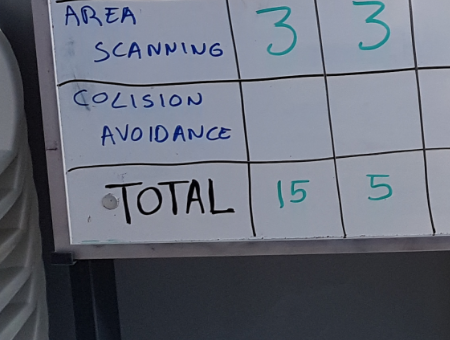 AREA
SCANNING 3 3
COLISION
AVOIDANCE
TOTAL 15 5